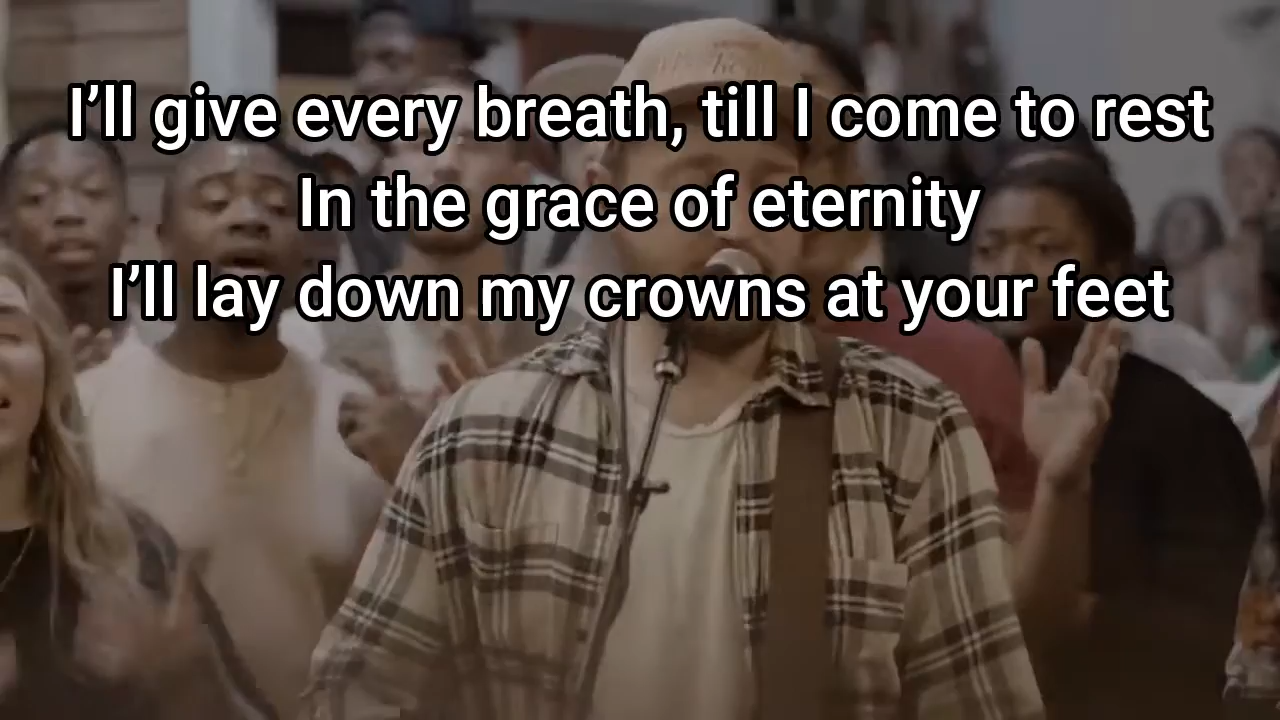 I’ll give every breath, till I come to rest
In the grace of eternity
I’ll lay down my crowns at your feet